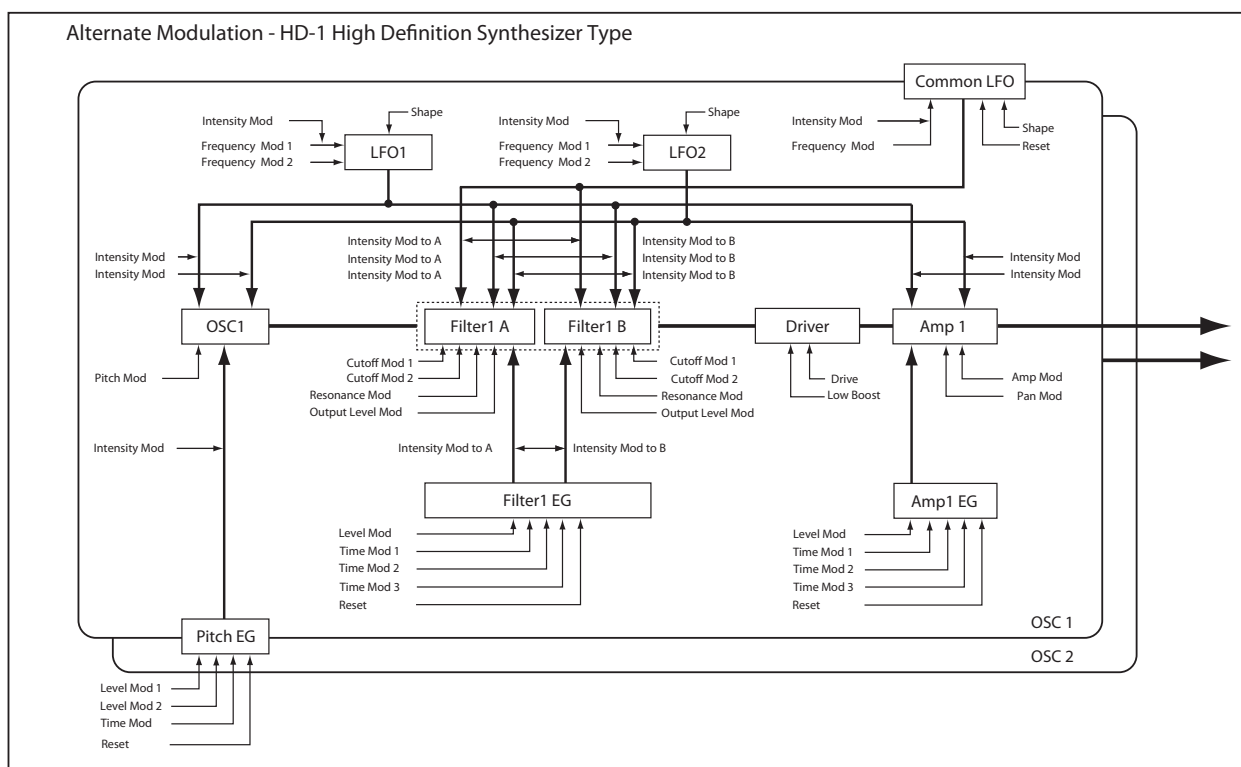 Alternate Modulation - HD-1 High Definition Synthesizer Type
Common LFO
Intensity Mod
Frequency Mod
Shape
Reset
Shape
Intensity Mod
Frequency Mod 1
Frequency Mod 2
LFO1
Shape
Intensity Mod
Frequency Mod 1
Frequency Mod 2
LFO2
Intensity Mod
Intensity Mod
Intensity Mod to A
Intensity Mod to A
Intensity Mod to A
Intensity Mod to B
Intensity Mod to B
Intensity Mod to B
Intensity Mod
Intensity Mod
OSC1
Filter1 A
Filter1 B
Driver
Amp 1
Pitch Mod
Cutoff Mod 1
Cutoff Mod 2
Resonance Mod
Output Level Mod
Cutoff Mod 1
Cutoff Mod 2
Resonance Mod
Output Level Mod
Drive
Low Boost
Amp Mod
Pan Mod
Intensity Mod
Intensity Mod to A
Intensity Mod to B
Filter1 EG
Level Mod
Time Mod 1
Time Mod 2
Time Mod 3
Reset
Amp1 EG
Level Mod
Time Mod 1
Time Mod 2
Time Mod 3
Reset
OSC 1
OSC 2
Pitch EG
Level Mod 1
Level Mod 2
Time Mod
Reset